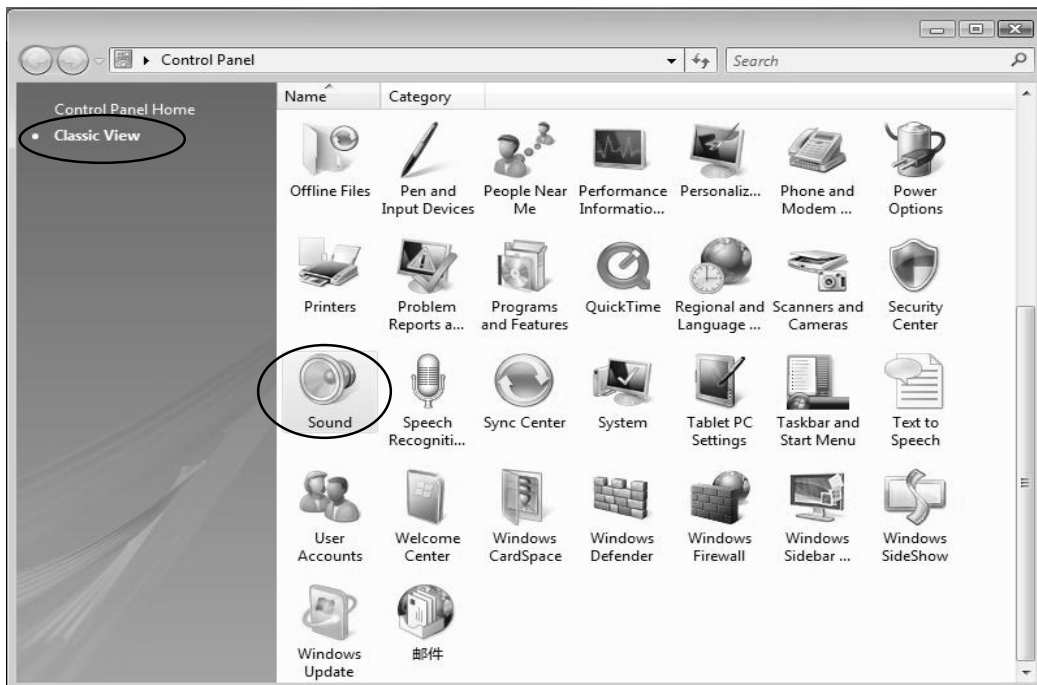 Control Panel
Search
Control Panel Home
Classic View
Name Category
Offline Files
Pen and
Input Devices
People Near
Me
Performance
Informatio...
Personaliz...
Phone and
Modem ...
Power
Options
Printers
Problem
Reports a...
Programs
and Features
QuickTime
Regional and
Language ...
Scanners and
Cameras
Security
Center
Sound
Speech
Recogniti...
Sync Center
System
Tablet PC
Settings
Taskbar and
Start Menu
Text to
Speech
User
Accounts
Welcome
Center
Windows
CardSpace
Windows
Defender
Windows
Firewall
Windows
Sidebar ...
Windows
SideShow
Windows
Update
邮件